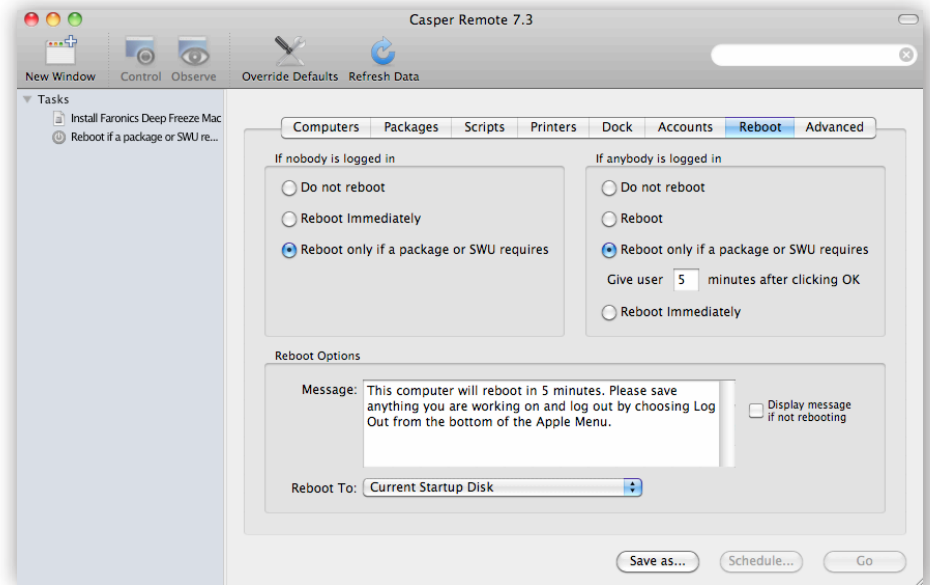 Casper Remote 7.3
New Window
Control
Observe
Override Defaults
Refresh Data
Tasks
Install Faronics Deep Freeze Mac
Reboot if a package or SWU re...
Computers
Packages
Scripts
Printers
Dock
Accounts
Reboot
Advanced
If nobody is logged in
Do not reboot
Reboot Immediately
Reboot only if a package or SWU requires
If anybody is logged in
Do not reboot
Reboot
Reboot only if a package or SWU requires
Give user 5 minutes after clicking OK
Reboot Immediately
Reboot Options
Message:
This computer will reboot in 5 minutes. Please save
anything you are working on and log out by choosing Log
Out from the bottom of the Apple Menu.
Display message
if not rebooting
Reboot To: Current Startup Disk
Save as...
Schedule...
Go